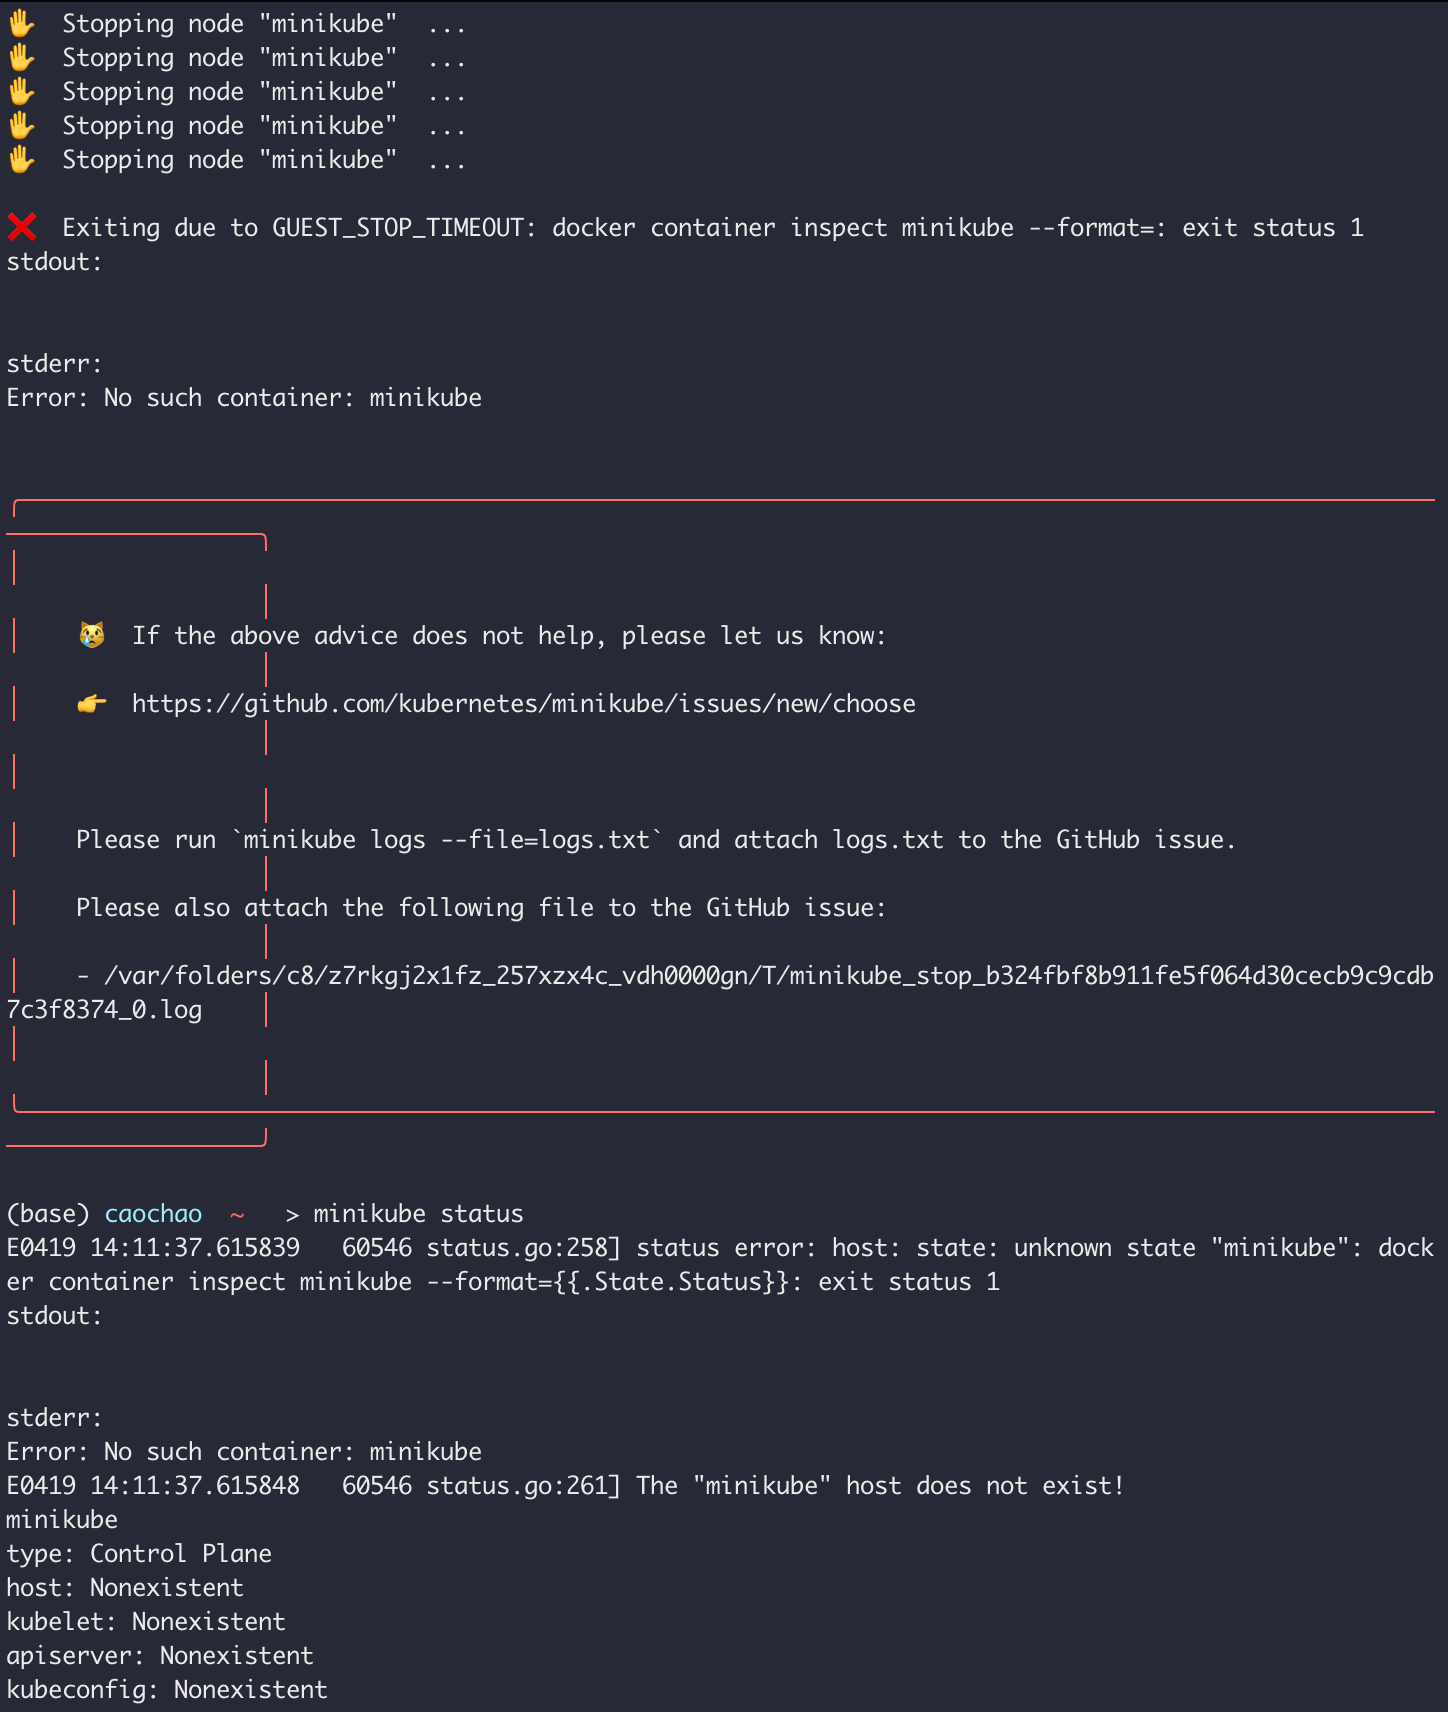 ✋  Stopping node "minikube"  ...
✋  Stopping node "minikube"  ...
✋  Stopping node "minikube"  ...
✋  Stopping node "minikube"  ...
✋  Stopping node "minikube"  ...
❌  Exiting due to GUEST_STOP_TIMEOUT: docker container inspect minikube --format=: exit status 1
stdout:
stderr:
Error: No such container: minikube
😿  If the above advice does not help, please let us know:
👉  https://github.com/kubernetes/minikube/issues/new/choose
Please run `minikube logs --file=logs.txt` and attach logs.txt to the GitHub issue.
Please also attach the following file to the GitHub issue:
- /var/folders/c8/z7rkgj2x1fz_257xzx4c_vdh0000gn/T/minikube_stop_b324fbf8b911fe5f064d30cecb9c9cdb
7c3f8374_0.log
(base) caochao  ~   > minikube status
E0419 14:11:37.615839   60546 status.go:258] status error: host: state: unknown state "minikube": dock
er container inspect minikube --format={{.State.Status}}: exit status 1
stdout:
stderr:
Error: No such container: minikube
E0419 14:11:37.615848   60546 status.go:261] The "minikube" host does not exist!
minikube
type: Control Plane
host: Nonexistent
kubelet: Nonexistent
apiserver: Nonexistent
kubeconfig: Nonexistent